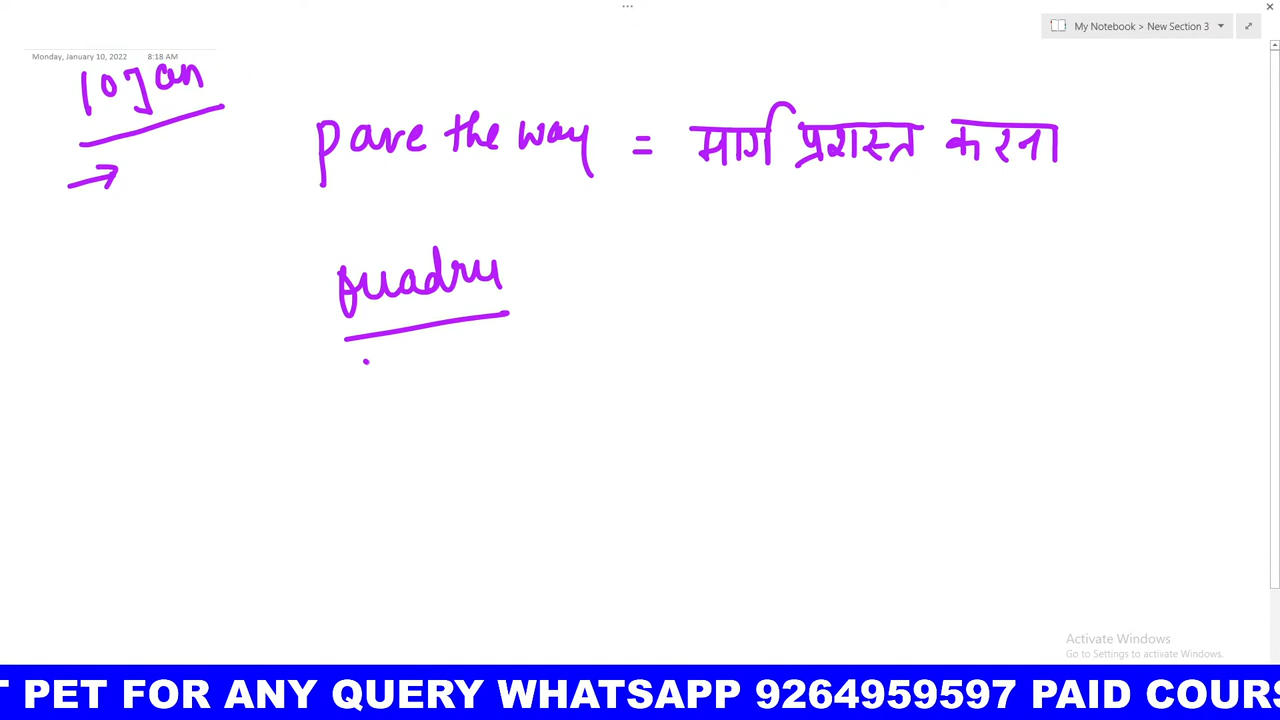 My Notebook > New Section 3
Monday, January 10, 2022 8:18 AM
10 Jan
pave the way = मार्ग प्रशस्त करना
quadru
Activate Windows
Go to Settings to activate Windows.
T PET FOR ANY QUERY WHATSAPP 9264959597 PAID COURS